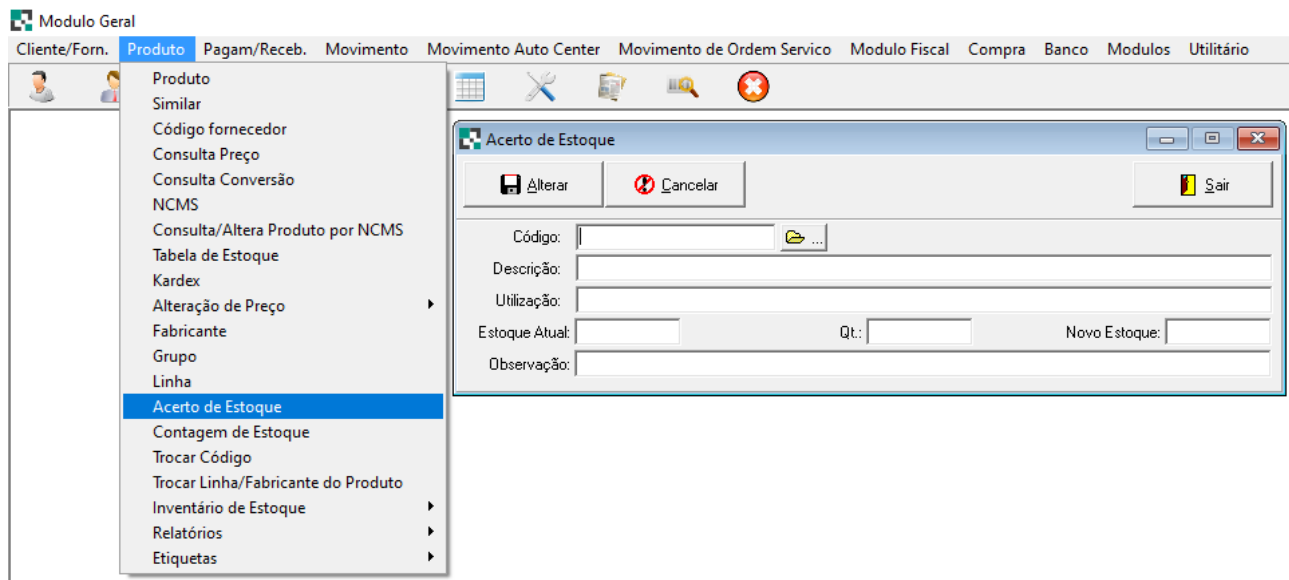 Modulo Geral
Cliente/Forn. Produto Pagam/Receb. Movimento Movimento Auto Center Movimento de Ordem Servico Modulo Fiscal Compra Banco Modulos Utilitário
Produto
Similar
Código fornecedor
Consulta Preço
Consulta Conversão
NCMS
Consulta/Altera Produto por NCMS
Tabela de Estoque
Kardex
Alteração de Preço
Fabricante
Grupo
Linha
Acerto de Estoque
Contagem de Estoque
Trocar Código
Trocar Linha/Fabricante do Produto
Inventário de Estoque
Relatórios
Etiquetas
Acerto de Estoque
Alterar Cancelar Sair
Código: ...
Descrição:
Utilização:
Estoque Atual: Qt.: Novo Estoque:
Observação: